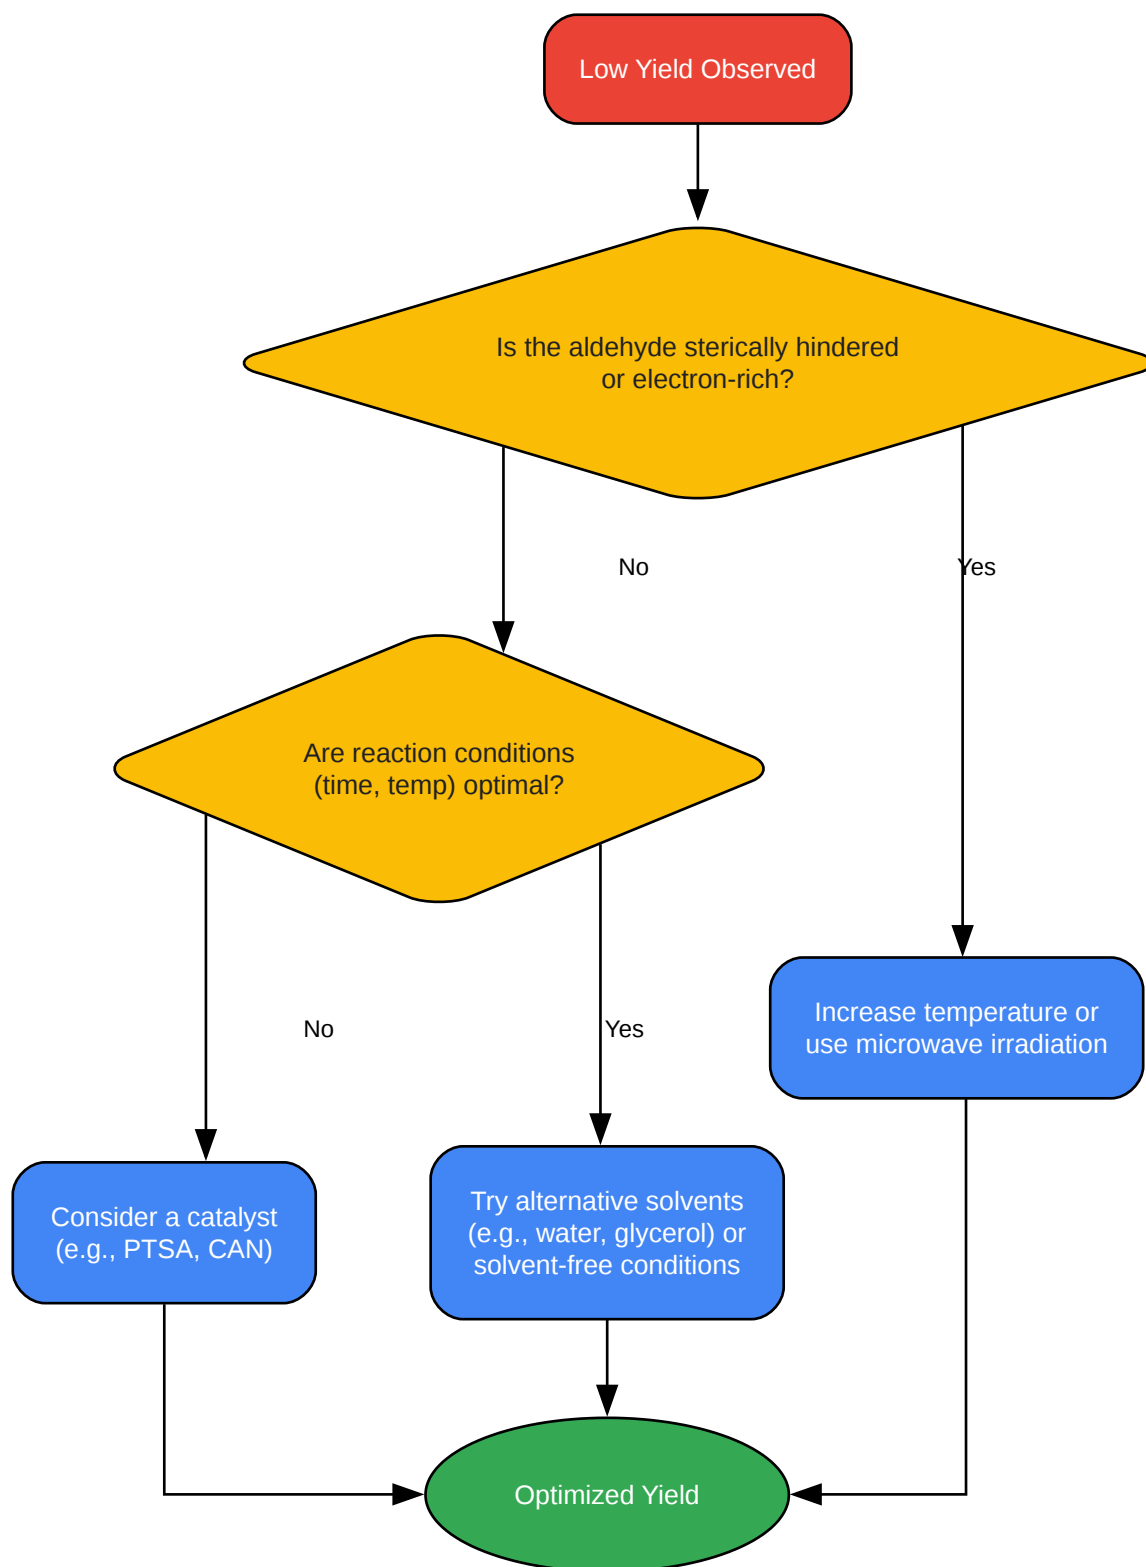 Low Yield Observed
Is the aldehyde sterically hindered
or electron-rich?
No
Yes
Are reaction conditions
(time, temp) optimal?
Increase temperature or
use microwave irradiation
No
Yes
Consider a catalyst
(e.g., PTSA, CAN)
Try alternative solvents
(e.g., water, glycerol) or
solvent-free conditions
Optimized Yield